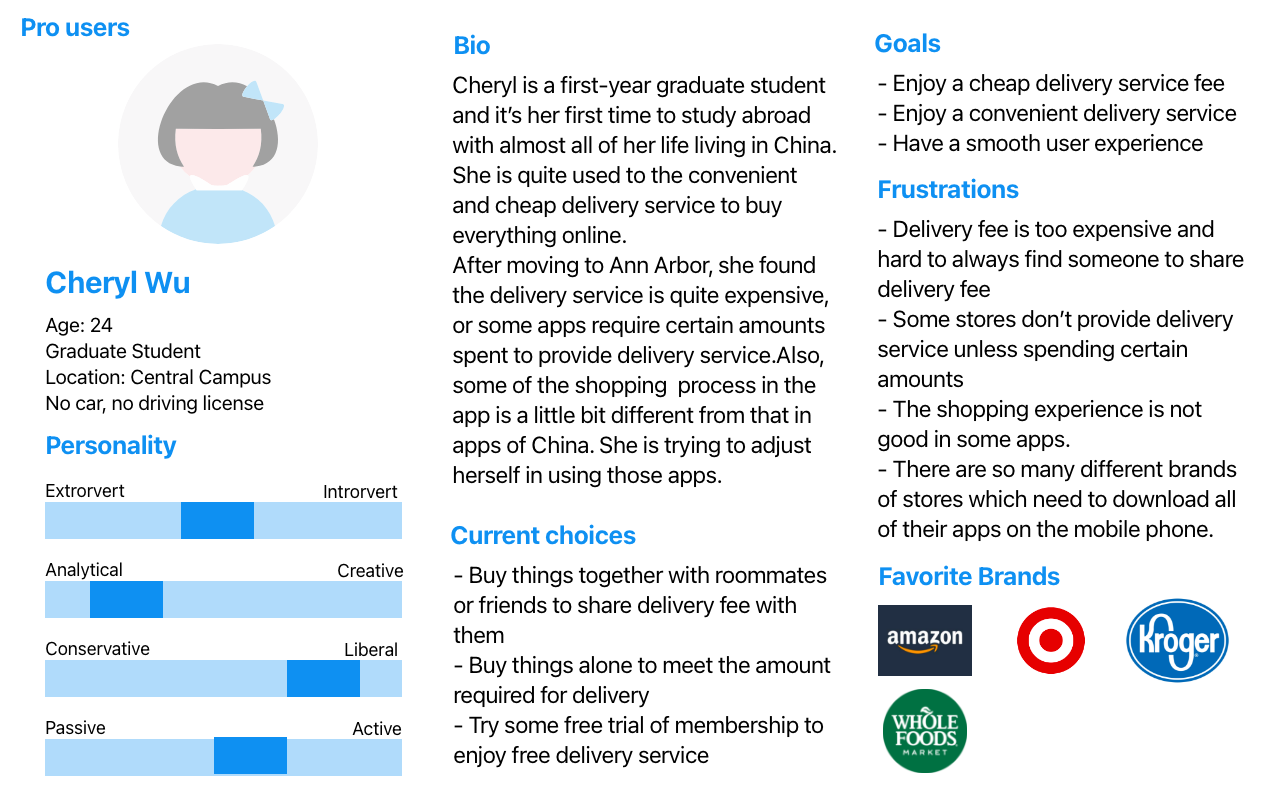 Pro users
Cheryl Wu
Age: 24
Graduate Student
Location: Central Campus
No car, no driving license
Personality
Extrorvert Introvert
Analytical Creative
Conservative Liberal
Passive Active
Bio
Cheryl is a first-year graduate student
and it’s her first time to study abroad
with almost all of her life living in China.
She is quite used to the convenient
and cheap delivery service to buy
everything online.
After moving to Ann Arbor, she found
the delivery service is quite expensive,
or some apps require certain amounts
spent to provide delivery service.Also,
some of the shopping  process in the
app is a little bit different from that in
apps of China. She is trying to adjust
herself in using those apps.
Current choices
- Buy things together with roommates
or friends to share delivery fee with
them
- Buy things alone to meet the amount
required for delivery
- Try some free trial of membership to
enjoy free delivery service
Goals
- Enjoy a cheap delivery service fee
- Enjoy a convenient delivery service
- Have a smooth user experience
Frustrations
- Delivery fee is too expensive and
hard to always find someone to share
delivery fee
- Some stores don’t provide delivery
service unless spending certain
amounts
- The shopping experience is not
good in some apps.
- There are so many different brands
of stores which need to download all
of their apps on the mobile phone.
Favorite Brands
amazon
Kroger
WHOLE
FOODS
MARKET